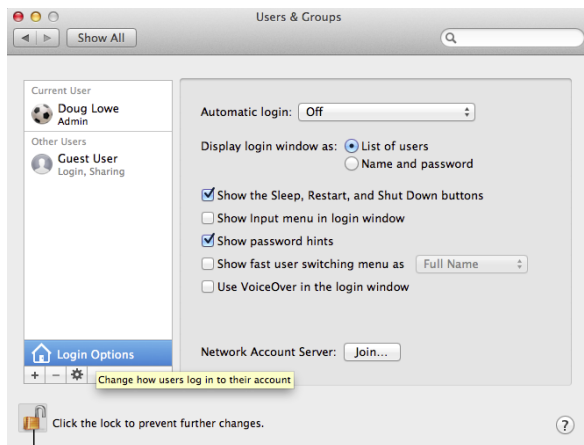 Users & Groups
Show All
Current User
Doug Lowe
Admin
Other Users
Guest User
Login, Sharing
Login Options
+ −
Change how users log in to their account
Automatic login: Off
Display login window as: List of users
Name and password
Show the Sleep, Restart, and Shut Down buttons
Show Input menu in login window
Show password hints
Show fast user switching menu as Full Name
Use VoiceOver in the login window
Network Account Server: Join...
Click the lock to prevent further changes.
?